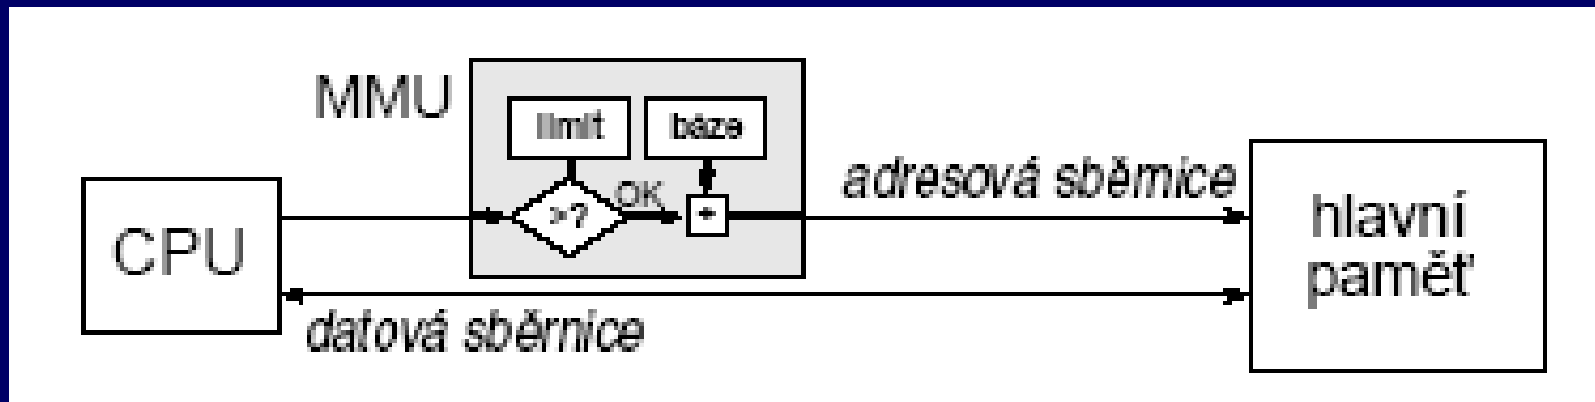 MMU
limit
báze
OK
>?
+
adresová sběrnice
CPU
hlavní
paměť
datová sběrnice